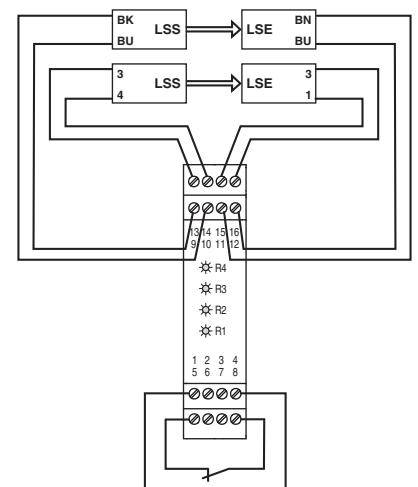 BK LSS LSE BN
BU BU
3 LSS LSE 3
4 1
13 14 15 16
9 10 11 12
R4
R3
R2
R1
1 2 3 4
5 6 7 8